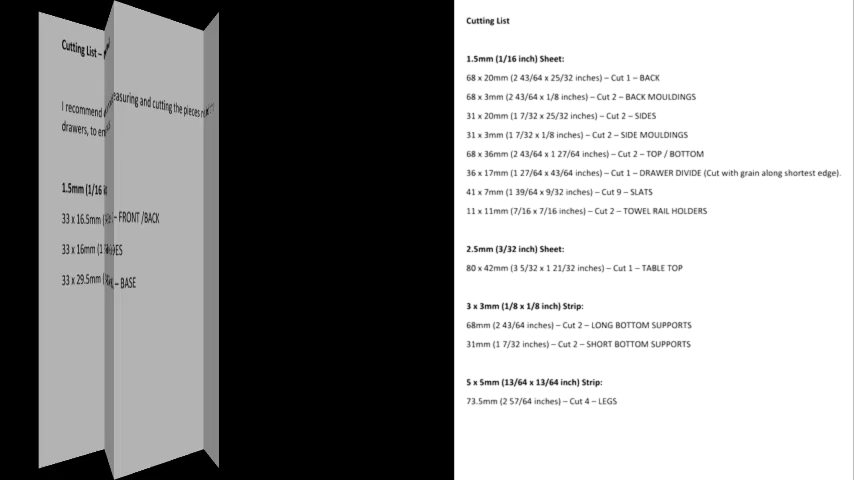 Cutting List –
I recommend
easuring and cutting the pieces
drawers, to
1.5mm (1/16
33 x 16.5mm – FRONT /BACK
33 x 16mm
33 x 29.5mm – BASE
Cutting List
1.5mm (1/16 inch) Sheet:
68 x 20mm (2 43/64 x 25/32 inches) – Cut 1 – BACK
68 x 3mm (2 43/64 x 1/8 inches) – Cut 2 – BACK MOULDINGS
31 x 20mm (1 7/32 x 25/32 inches) – Cut 2 – SIDES
31 x 3mm (1 7/32 x 1/8 inches) – Cut 2 – SIDE MOULDINGS
68 x 36mm (2 43/64 x 1 27/64 inches) – Cut 2 – TOP / BOTTOM
36 x 17mm (1 27/64 x 43/64 inches) – Cut 1 – DRAWER DIVIDE (Cut with grain along shortest edge).
41 x 7mm (1 39/64 x 9/32 inches) – Cut 9 – SLATS
11 x 11mm (7/16 x 7/16 inches) – Cut 2 – TOWEL RAIL HOLDERS
2.5mm (3/32 inch) Sheet:
80 x 42mm (3 5/32 x 1 21/32 inches) – Cut 1 – TABLE TOP
3 x 3mm (1/8 x 1/8 inch) Strip:
68mm (2 43/64 inches) – Cut 2 – LONG BOTTOM SUPPORTS
31mm (1 7/32 inches) – Cut 2 – SHORT BOTTOM SUPPORTS
5 x 5mm (13/64 x 13/64 inch) Strip:
73.5mm (2 57/64 inches) – Cut 4 – LEGS